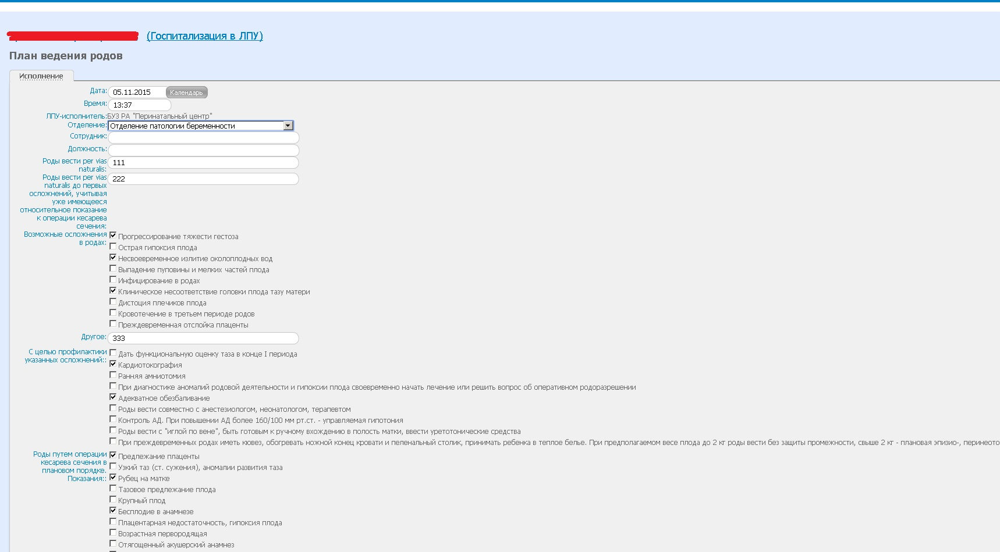 (Госпитализация в ЛПУ)
План ведения родов
Исполнение
Дата: 05.11.2015 Календарь
Время: 13:37
ЛПУ-исполнитель: БУЗ РА "Перинатальный центр"
Отделение: Отделение патологии беременности
Сотрудник:
Должность:
Роды вести per vias 111
naturalis:
Роды вести per vias 222
naturalis до первых
осложнений, учитывая
уже имеющееся
относительное показание
к операции кесарева
сечения:
Возможные осложнения
в родах:
Прогрессирование тяжести гестоза
Острая гипоксия плода
Несвоевременное излитие околоплодных вод
Выпадение пуповины и мелких частей плода
Инфицирование в родах
Клиническое несоответствие головки плода тазу матери
Дистоция плечиков плода
Кровотечение в третьем периоде родов
Преждевременная отслойка плаценты
Другое: 333
С целью профилактики
указанных осложнений::
Дать функциональную оценку таза в конце I периода
Кардиотокография
Ранняя амниотомия
При диагностике аномалий родовой деятельности и гипоксии плода своевременно начать лечение или решить вопрос об оперативном родоразрешении
Адекватное обезбаливание
Роды вести совместно с анестезиологом, неонатологом, терапевтом
Контроль АД. При повышении АД более 160/100 мм рт.ст. - управляемая гипотония
Роды вести с "иглой по вене", быть готовым к ручному вхождению в полость матки, ввести уретотонические средства
При преждевременных родах иметь ковез, обогревать ножной конец кровати и пеленальный столик, принимать ребенка в теплое белье. При предполагаемом весе плода до 2 кг роды вести без защиты промежности, свыше 2 кг - плановая эпизио-, перинеото
Роды путем операции
кесарева сечения в
плановом порядке.
Показания::
Предлежание плаценты
Узкий таз (ст. сужения), аномалии развития таза
Рубец на матке
Тазовое предлежание плода
Крупный плод
Бесплодие в анамнезе
Плацентарная недостаточность, гипоксия плода
Возрастная первородящая
Отягощенный акушерский анамнез